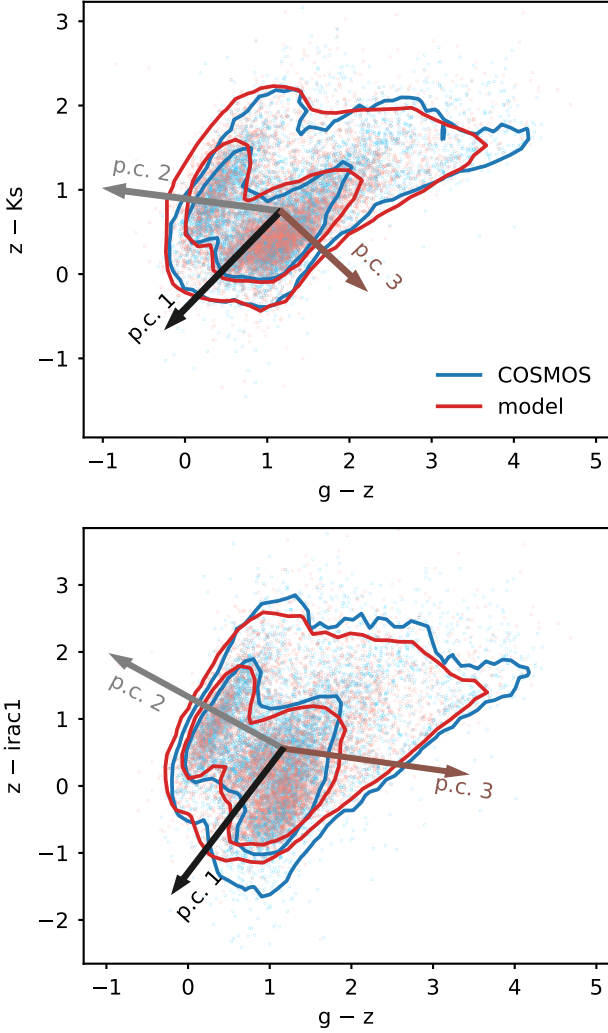 3
2
1
0
−1
z − Ks
p.c. 2
p.c. 3
p.c. 1
COSMOS
model
−1 0 1 2 3 4 5
g − z
3
2
1
0
−1
−2
z − irac1
p.c. 2
p.c. 3
p.c. 1
−1 0 1 2 3 4 5
g − z